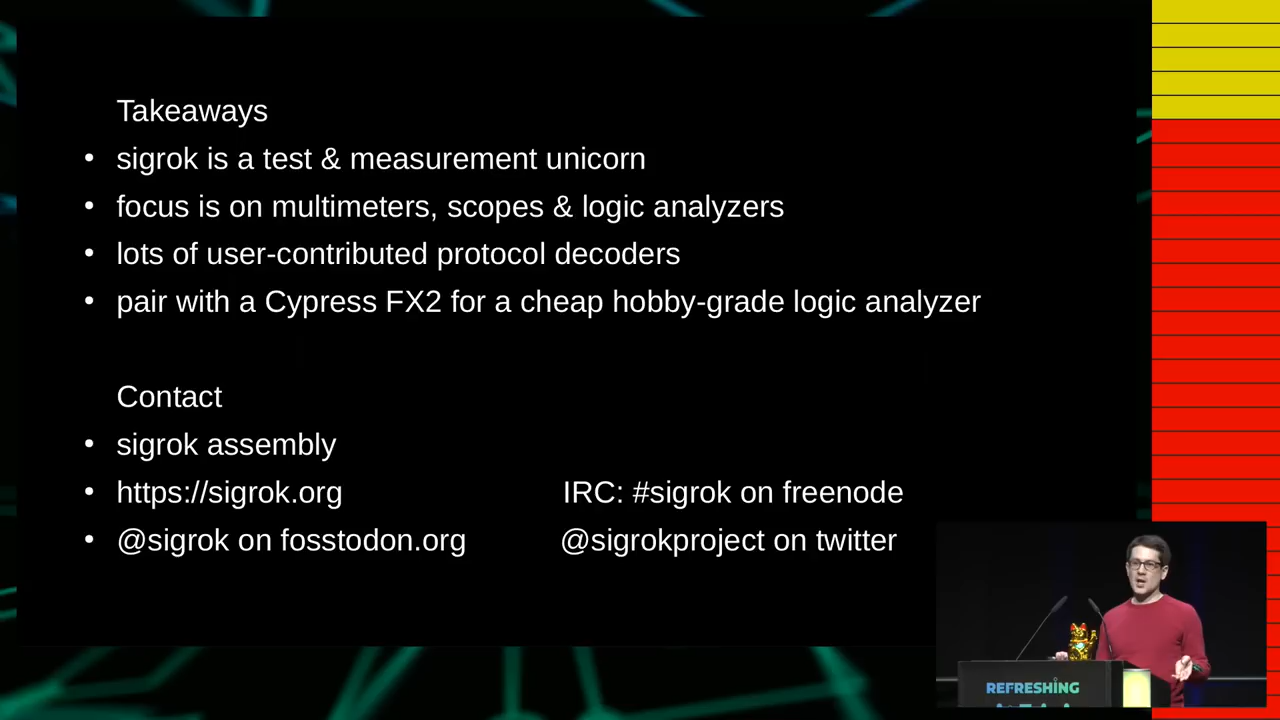 Takeaways
• sigrok is a test & measurement unicorn
• focus is on multimeters, scopes & logic analyzers
• lots of user-contributed protocol decoders
• pair with a Cypress FX2 for a cheap hobby-grade logic analyzer
Contact
• sigrok assembly
• https://sigrok.org IRC: #sigrok on freenode
• @sigrok on fosstodon.org @sigrokproject on twitter
REFRESHING